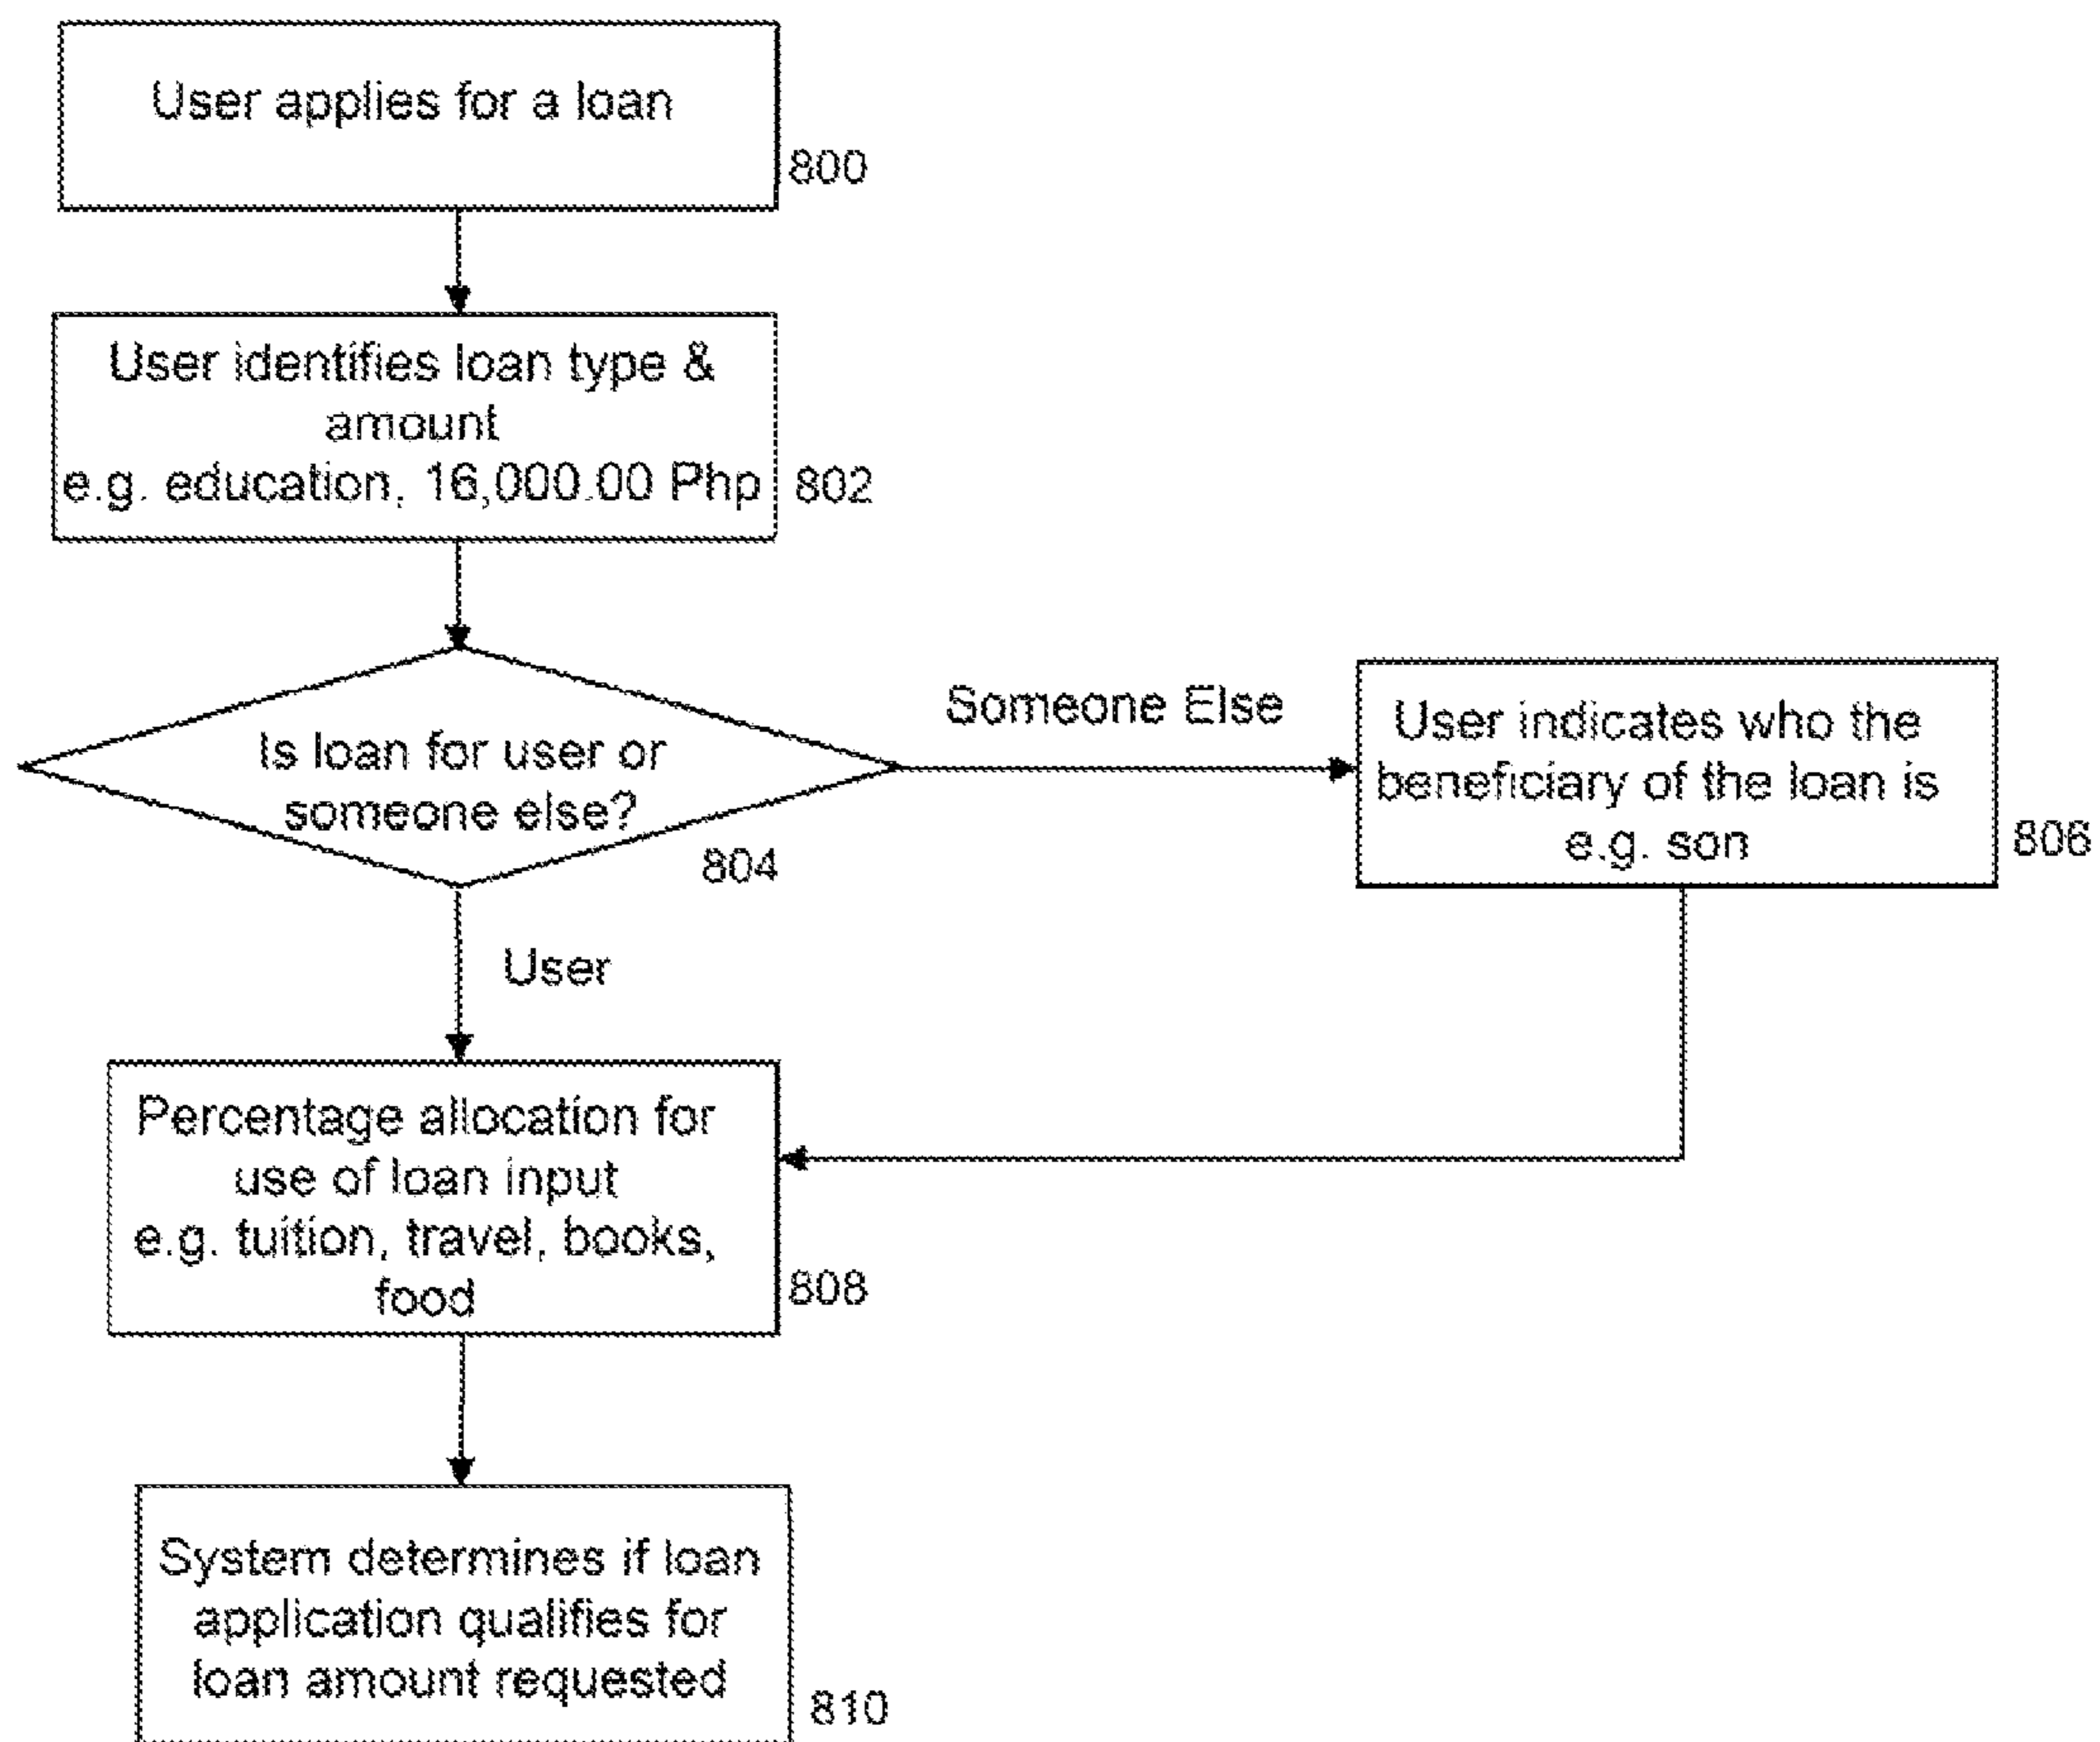 User applies for a loan
800
User identifies loan type &
amount
e.g. education, 16,000.00 Php
802
Is loan for user or
someone else?
804
Someone Else
User indicates who the
beneficiary of the loan is
e.g. son
806
User
Percentage allocation for
use of loan input
e.g. tuition, travel, books,
food
808
System determines if loan
application qualifies for
loan amount requested
810